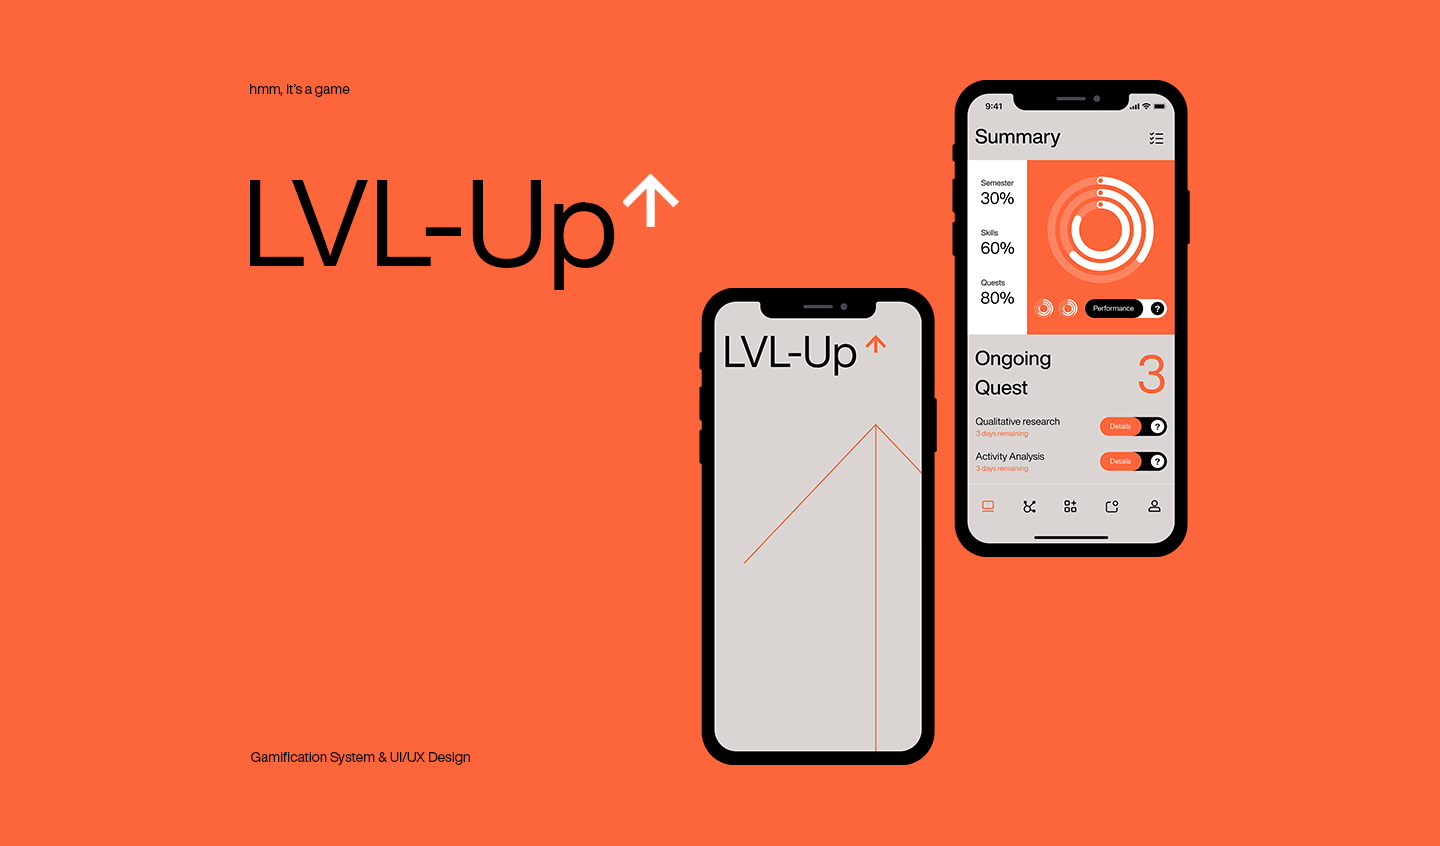 hmm, it's a game
LVL-Up
Gamification System & UI/UX Design
LVL-Up
9:41
Summary
Semester
30%
Skills
60%
Quests
80%
Performance ?
Ongoing
Quest
3
Qualitative research
3 days remaining
Details ?
Activity Analysis
3 days remaining
Details ?